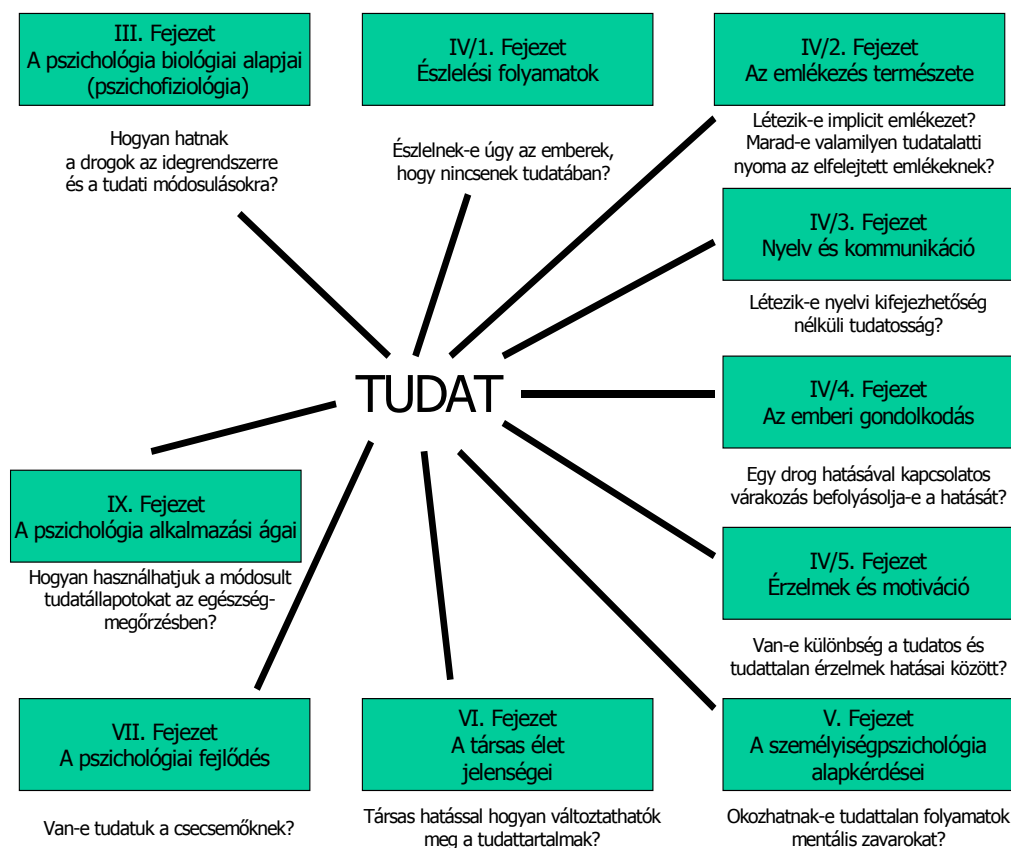 III. Fejezet
A pszichológia biológiai alapjai
(pszichofiziológia)
Hogyan hatnak
a drogok az idegrendszerre
és a tudati módosulásokra?
IV/1. Fejezet
Észlelési folyamatok
Észlelnek-e úgy az emberek,
hogy nincsenek tudatában?
IV/2. Fejezet
Az emlékezés természete
Létezik-e implicit emlékezet?
Marad-e valamilyen tudatalatti
nyoma az elfelejtett emlékeknek?
IV/3. Fejezet
Nyelv és kommunikáció
Létezik-e nyelvi kifejezhetőség
nélküli tudatosság?
TUDAT
IV/4. Fejezet
Az emberi gondolkodás
Egy drog hatásával kapcsolatos
várakozás befolyásolja-e a hatását?
IX. Fejezet
A pszichológia alkalmazási ágai
Hogyan használhatjuk a módosult
tudatállapotokat az egészség-
megőrzésben?
IV/5. Fejezet
Érzelmek és motiváció
Van-e különbség a tudatos és
tudattalan érzelmek hatásai között?
VII. Fejezet
A pszichológiai fejlődés
Van-e tudatuk a csecsemőknek?
VI. Fejezet
A társas élet
jelenségei
Társas hatással hogyan változtathatók
meg a tudattartalmak?
V. Fejezet
A személyiségpszichológia
alapkérdései
Okozhatnak-e tudattalan folyamatok
mentális zavarokat?